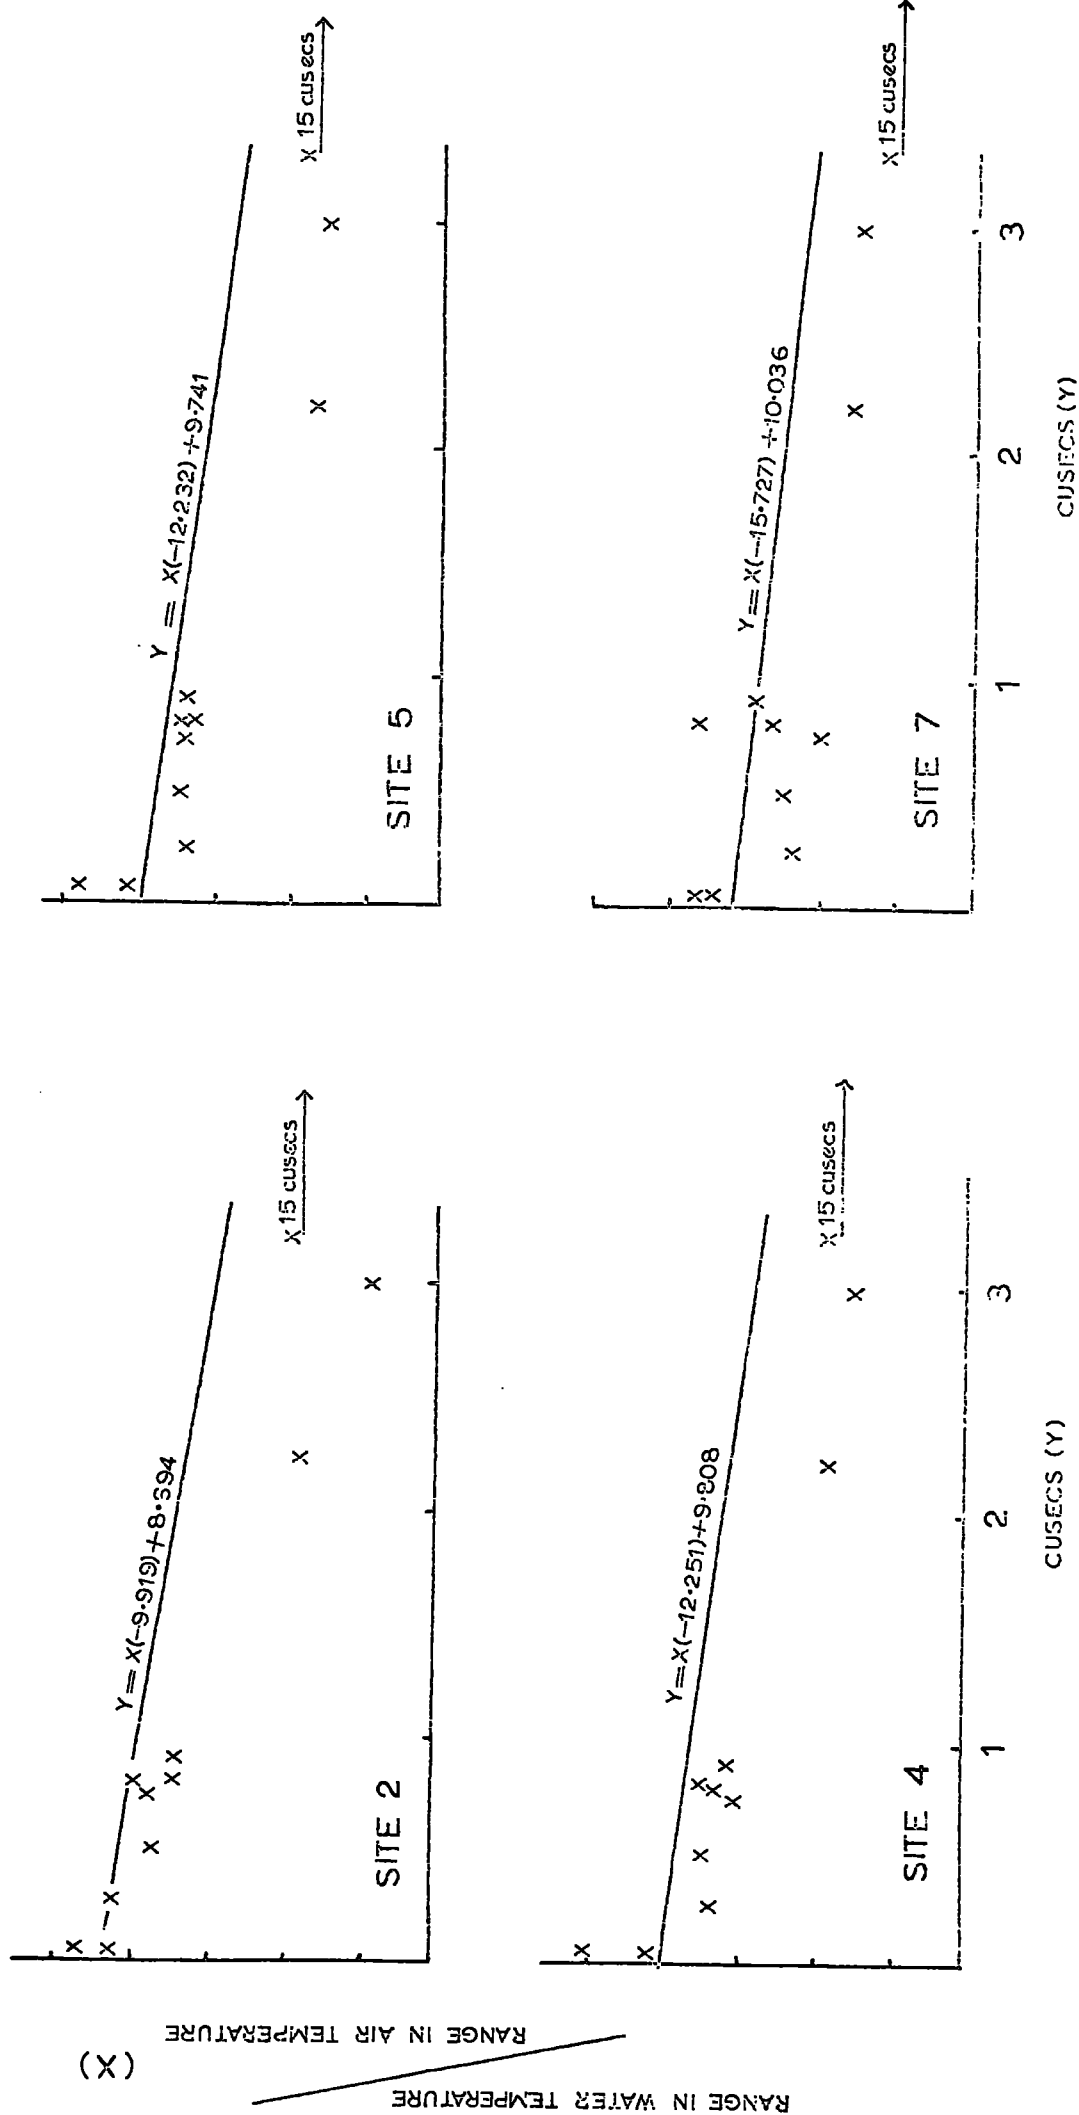 (X)
RANGE IN WATER TEMPERATURE
RANGE IN AIR TEMPERATURE
SITE 2
Y=X(-9·919)+8·394
X 15 cusecs
SITE 5
Y = X(-12·232)+9·741
X 15 cusecs
SITE 4
Y=X(-12·251)+9·808
X 15 cusecs
1
2
3
CUSECS (Y)
SITE 7
Y=X(-15·727)+10·036
X 15 cusecs
1
2
3
CUSECS (Y)